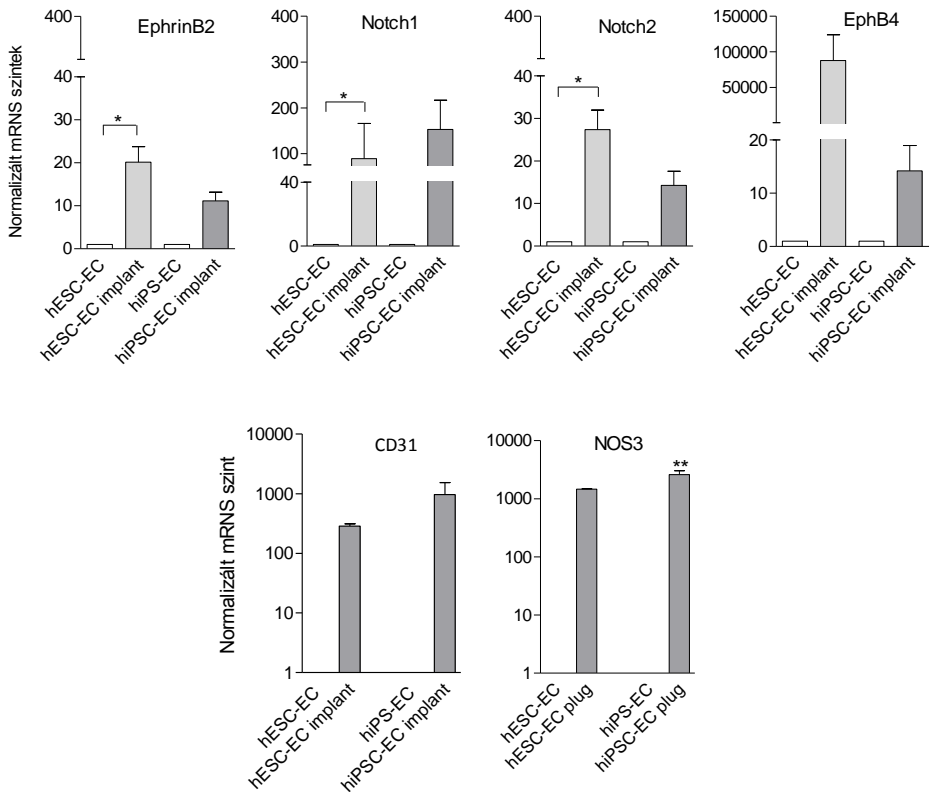 Normalizált mRNS szintek
EphrinB2
400
40
30
20
10
0
*
hESC-EC
hESC-EC implant
hiPS-EC
hiPSC-EC implant
Notch1
400
300
200
100
40
0
*
hESC-EC
hESC-EC implant
hiPSC-EC
hiPSC-EC implant
Notch2
400
40
30
20
10
0
*
hESC-EC
hESC-EC implant
hiPSC-EC
hiPSC-EC implant
EphB4
150000
100000
50000
20
10
0
hESC-EC
hESC-EC implant
hiPSC-EC
hiPSC-EC implant
Normalizált mRNS szint
CD31
10000
1000
100
10
1
hESC-EC
hESC-EC implant
hiPS-EC
hiPSC-EC implant
NOS3
10000
1000
100
10
1
**
hESC-EC
hESC-EC plug
hiPS-EC
hiPSC-EC plug